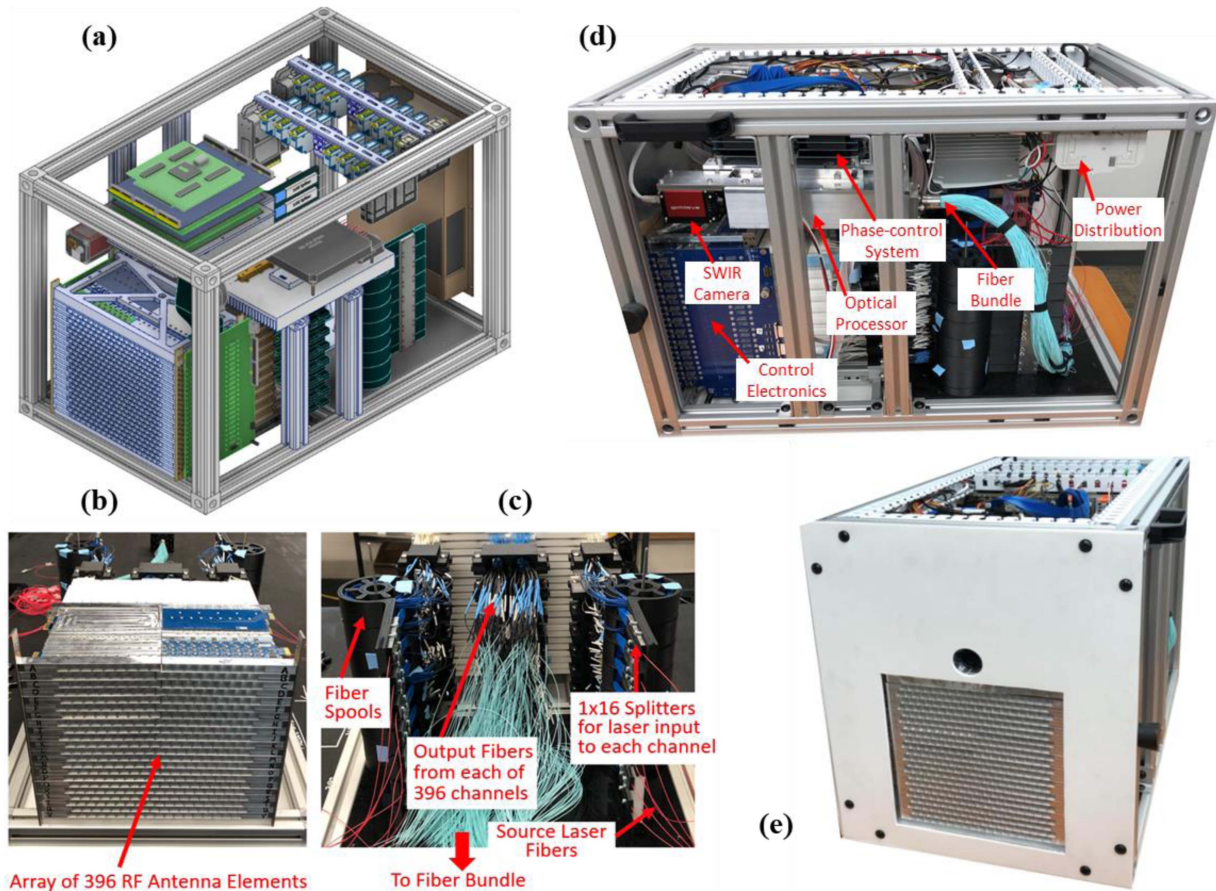 (a)
(d)
Phase-control
System
Power
Distribution
SWIR
Camera
Optical
Processor
Fiber
Bundle
Control
Electronics
(b)
(c)
Fiber
Spools
1x16 Splitters
for laser input
to each channel
Output Fibers
from each of
396 channels
Source Laser
Fibers
Array of 396 RF Antenna Elements
To Fiber Bundle
(e)